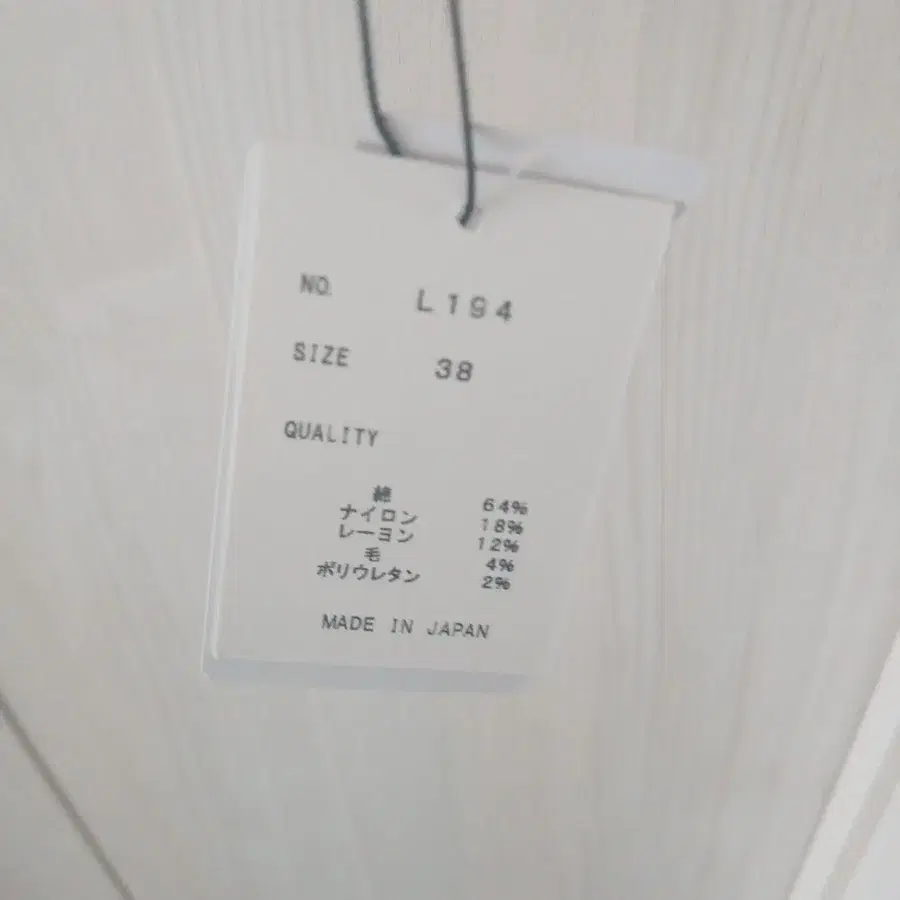 NO. L194
SIZE 38
QUALITY
綿 64%
ナイロン 18%
レーヨン 12%
毛 4%
ポリウレタン 2%
MADE IN JAPAN